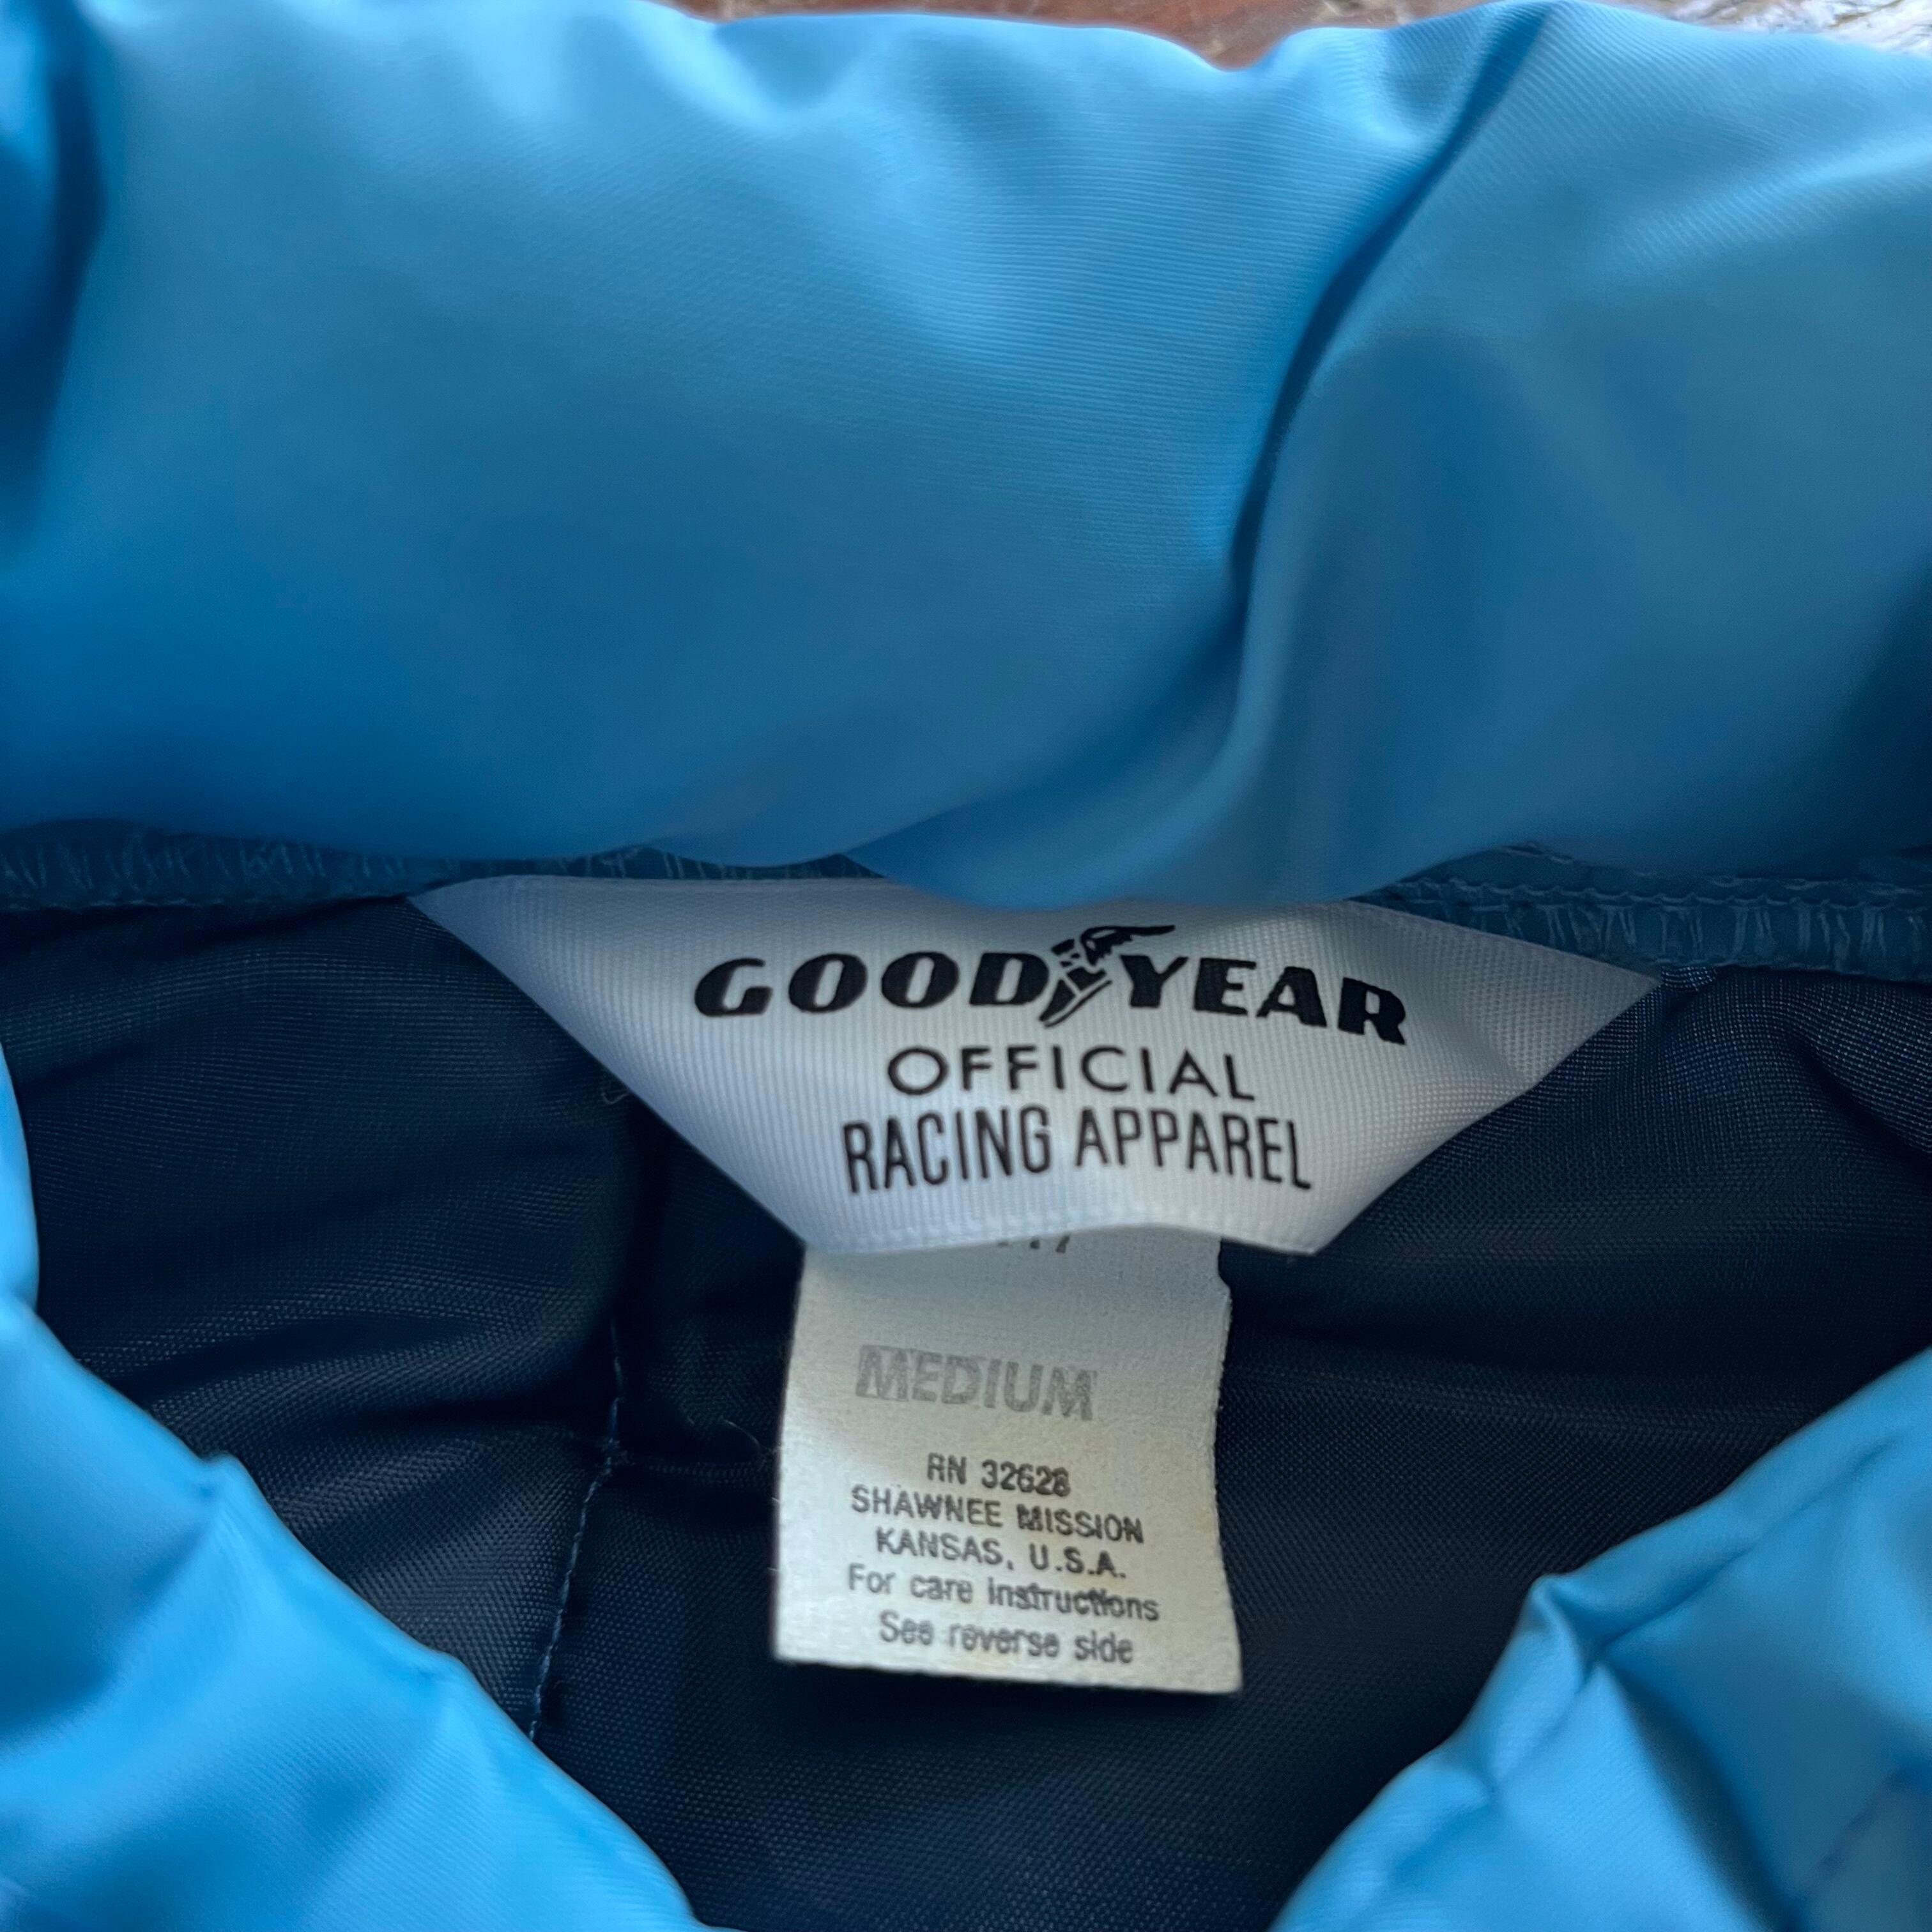 GOODYEAR
OFFICIAL
RACING APPAREL
MEDIUM
RN 32628
SHAWNEE MISSION
KANSAS, U.S.A.
For care instructions
See reverse side